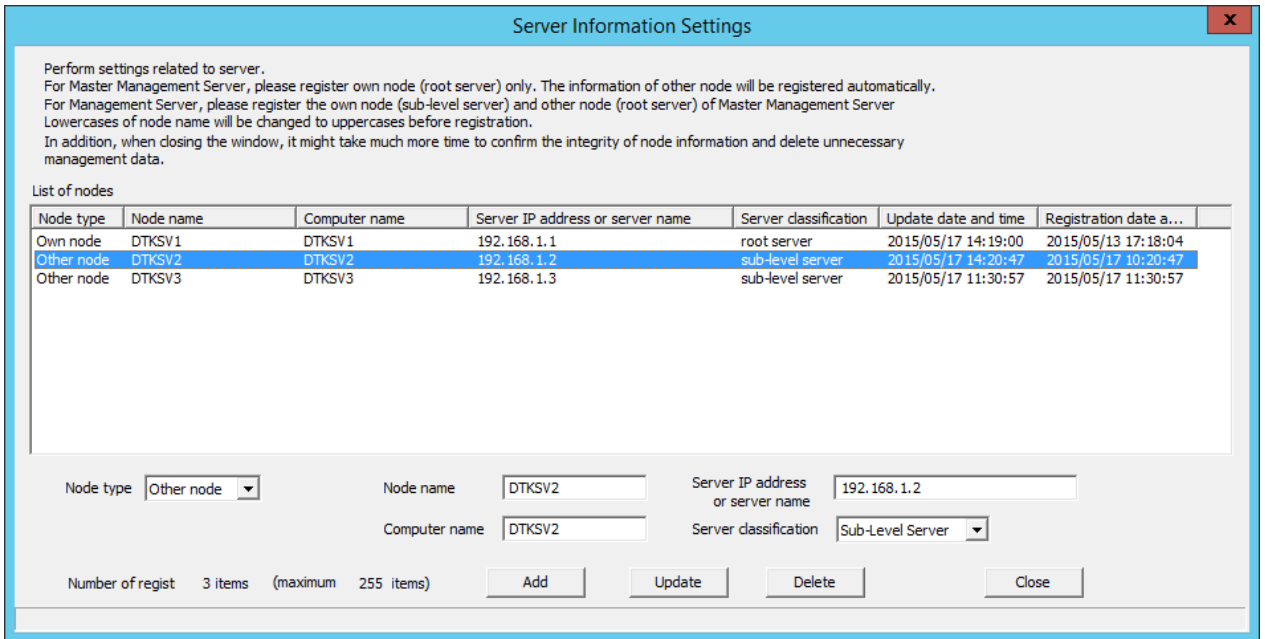 Server Information Settings
x
Perform settings related to server.
For Master Management Server, please register own node (root server) only. The information of other node will be registered automatically.
For Management Server, please register the own node (sub-level server) and other node (root server) of Master Management Server
Lowercases of node name will be changed to uppercases before registration.
In addition, when closing the window, it might take much more time to confirm the integrity of node information and delete unnecessary
management data.
List of nodes
Node type Node name Computer name Server IP address or server name Server classification Update date and time Registration date a...
Own node DTKSV1 DTKSV1 192.168.1.1 root server 2015/05/17 14:19:00 2015/05/13 17:18:04
Other node DTKSV2 DTKSV2 192.168.1.2 sub-level server 2015/05/17 14:20:47 2015/05/17 10:20:47
Other node DTKSV3 DTKSV3 192.168.1.3 sub-level server 2015/05/17 11:30:57 2015/05/17 11:30:57
Node type Other node Node name DTKSV2 Server IP address or server name 192.168.1.2
Computer name DTKSV2 Server classification Sub-Level Server
Number of regist 3 items (maximum 255 items) Add Update Delete Close